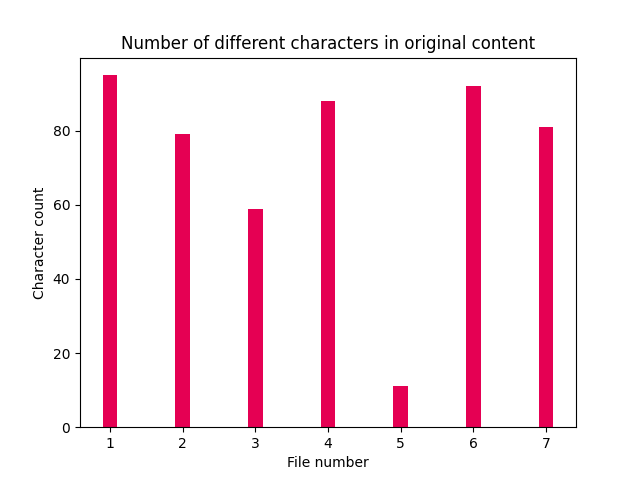 Number of different characters in original content
Character count
80
60
40
20
0
1 2 3 4 5 6 7
File number